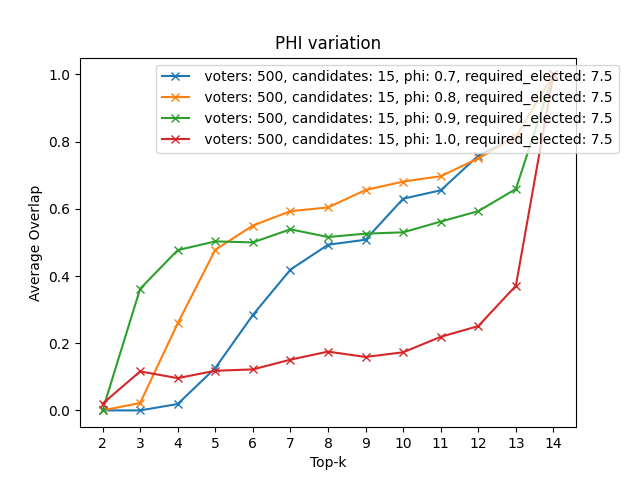 PHI variation
voters: 500, candidates: 15, phi: 0.7, required_elected: 7.5
voters: 500, candidates: 15, phi: 0.8, required_elected: 7.5
voters: 500, candidates: 15, phi: 0.9, required_elected: 7.5
voters: 500, candidates: 15, phi: 1.0, required_elected: 7.5
1.0
0.8
0.6
0.4
0.2
0.0
Average Overlap
2 3 4 5 6 7 8 9 10 11 12 13 14
Top-k